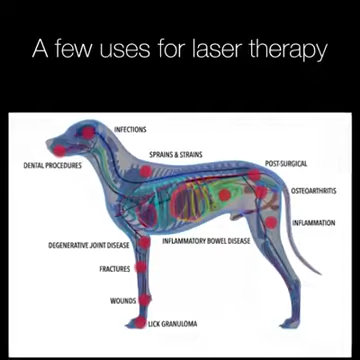 A few uses for laser therapy
INFECTIONS
DENTAL PROCEDURES
SPRAINS & STRAINS
POST-SURGICAL
OSTEOARTHRITIS
INFLAMMATION
DEGENERATIVE JOINT DISEASE
INFLAMMATORY BOWEL DISEASE
FRACTURES
WOUNDS
LICK GRANULOMA